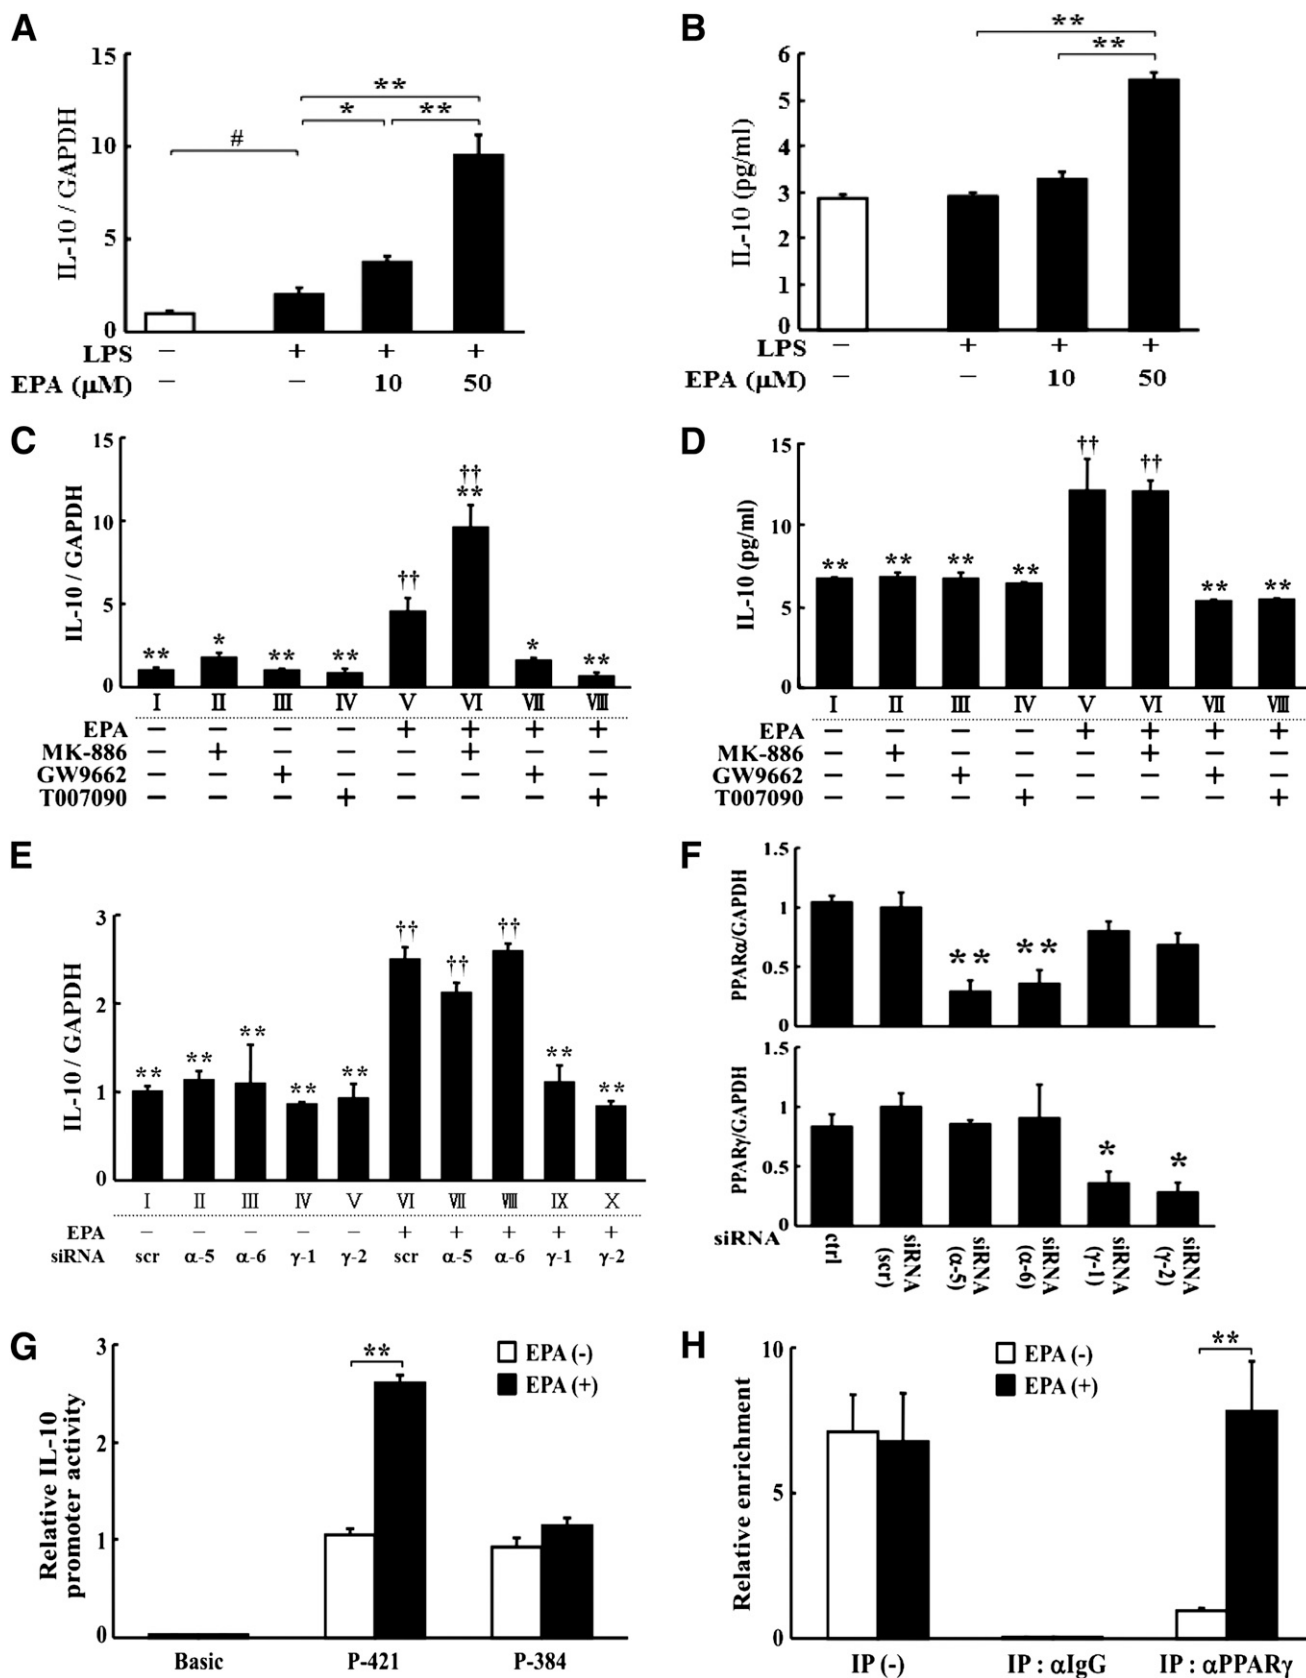 A
IL-10 / GAPDH
15
10
5
0
#
*
**
**
LPS − + + +
EPA (μM) − − 10 50
B
IL-10 (pg/ml)
6
5
4
3
2
1
0
**
**
LPS − + + +
EPA (μM) − − 10 50
C
IL-10 / GAPDH
15
10
5
0
** * ** ** †† †† ** * **
I II III IV V VI VII VIII
EPA − − − − + + + +
MK-886 − + − − − + − −
GW9662 − − + − − − + −
T007090 − − − + − − − +
D
IL-10 (pg/ml)
15
10
5
0
** ** ** ** †† †† ** **
I II III IV V VI VII VIII
EPA − − − − + + + +
MK-886 − + − − − + − −
GW9662 − − + − − − + −
T007090 − − − + − − − +
E
IL-10 / GAPDH
3
2
1
0
** ** ** ** ** †† †† †† ** **
I II III IV V VI VII VIII IX X
EPA − − − − − + + + + +
siRNA scr α-5 α-6 γ-1 γ-2 scr α-5 α-6 γ-1 γ-2
F
PPARα/GAPDH
1.5
1
0.5
0
** **
PPARγ/GAPDH
1.5
1
0.5
0
* *
siRNA
ctrl
siRNA
(scr)
siRNA
(α-5)
siRNA
(α-6)
siRNA
(γ-1)
siRNA
(γ-2)
G
Relative IL-10
promoter activity
3
2
1
0
**
EPA (-)
EPA (+)
Basic P-421 P-384
H
Relative enrichment
10
5
0
EPA (-)
EPA (+)
**
IP (-) IP : αIgG IP : αPPARγ